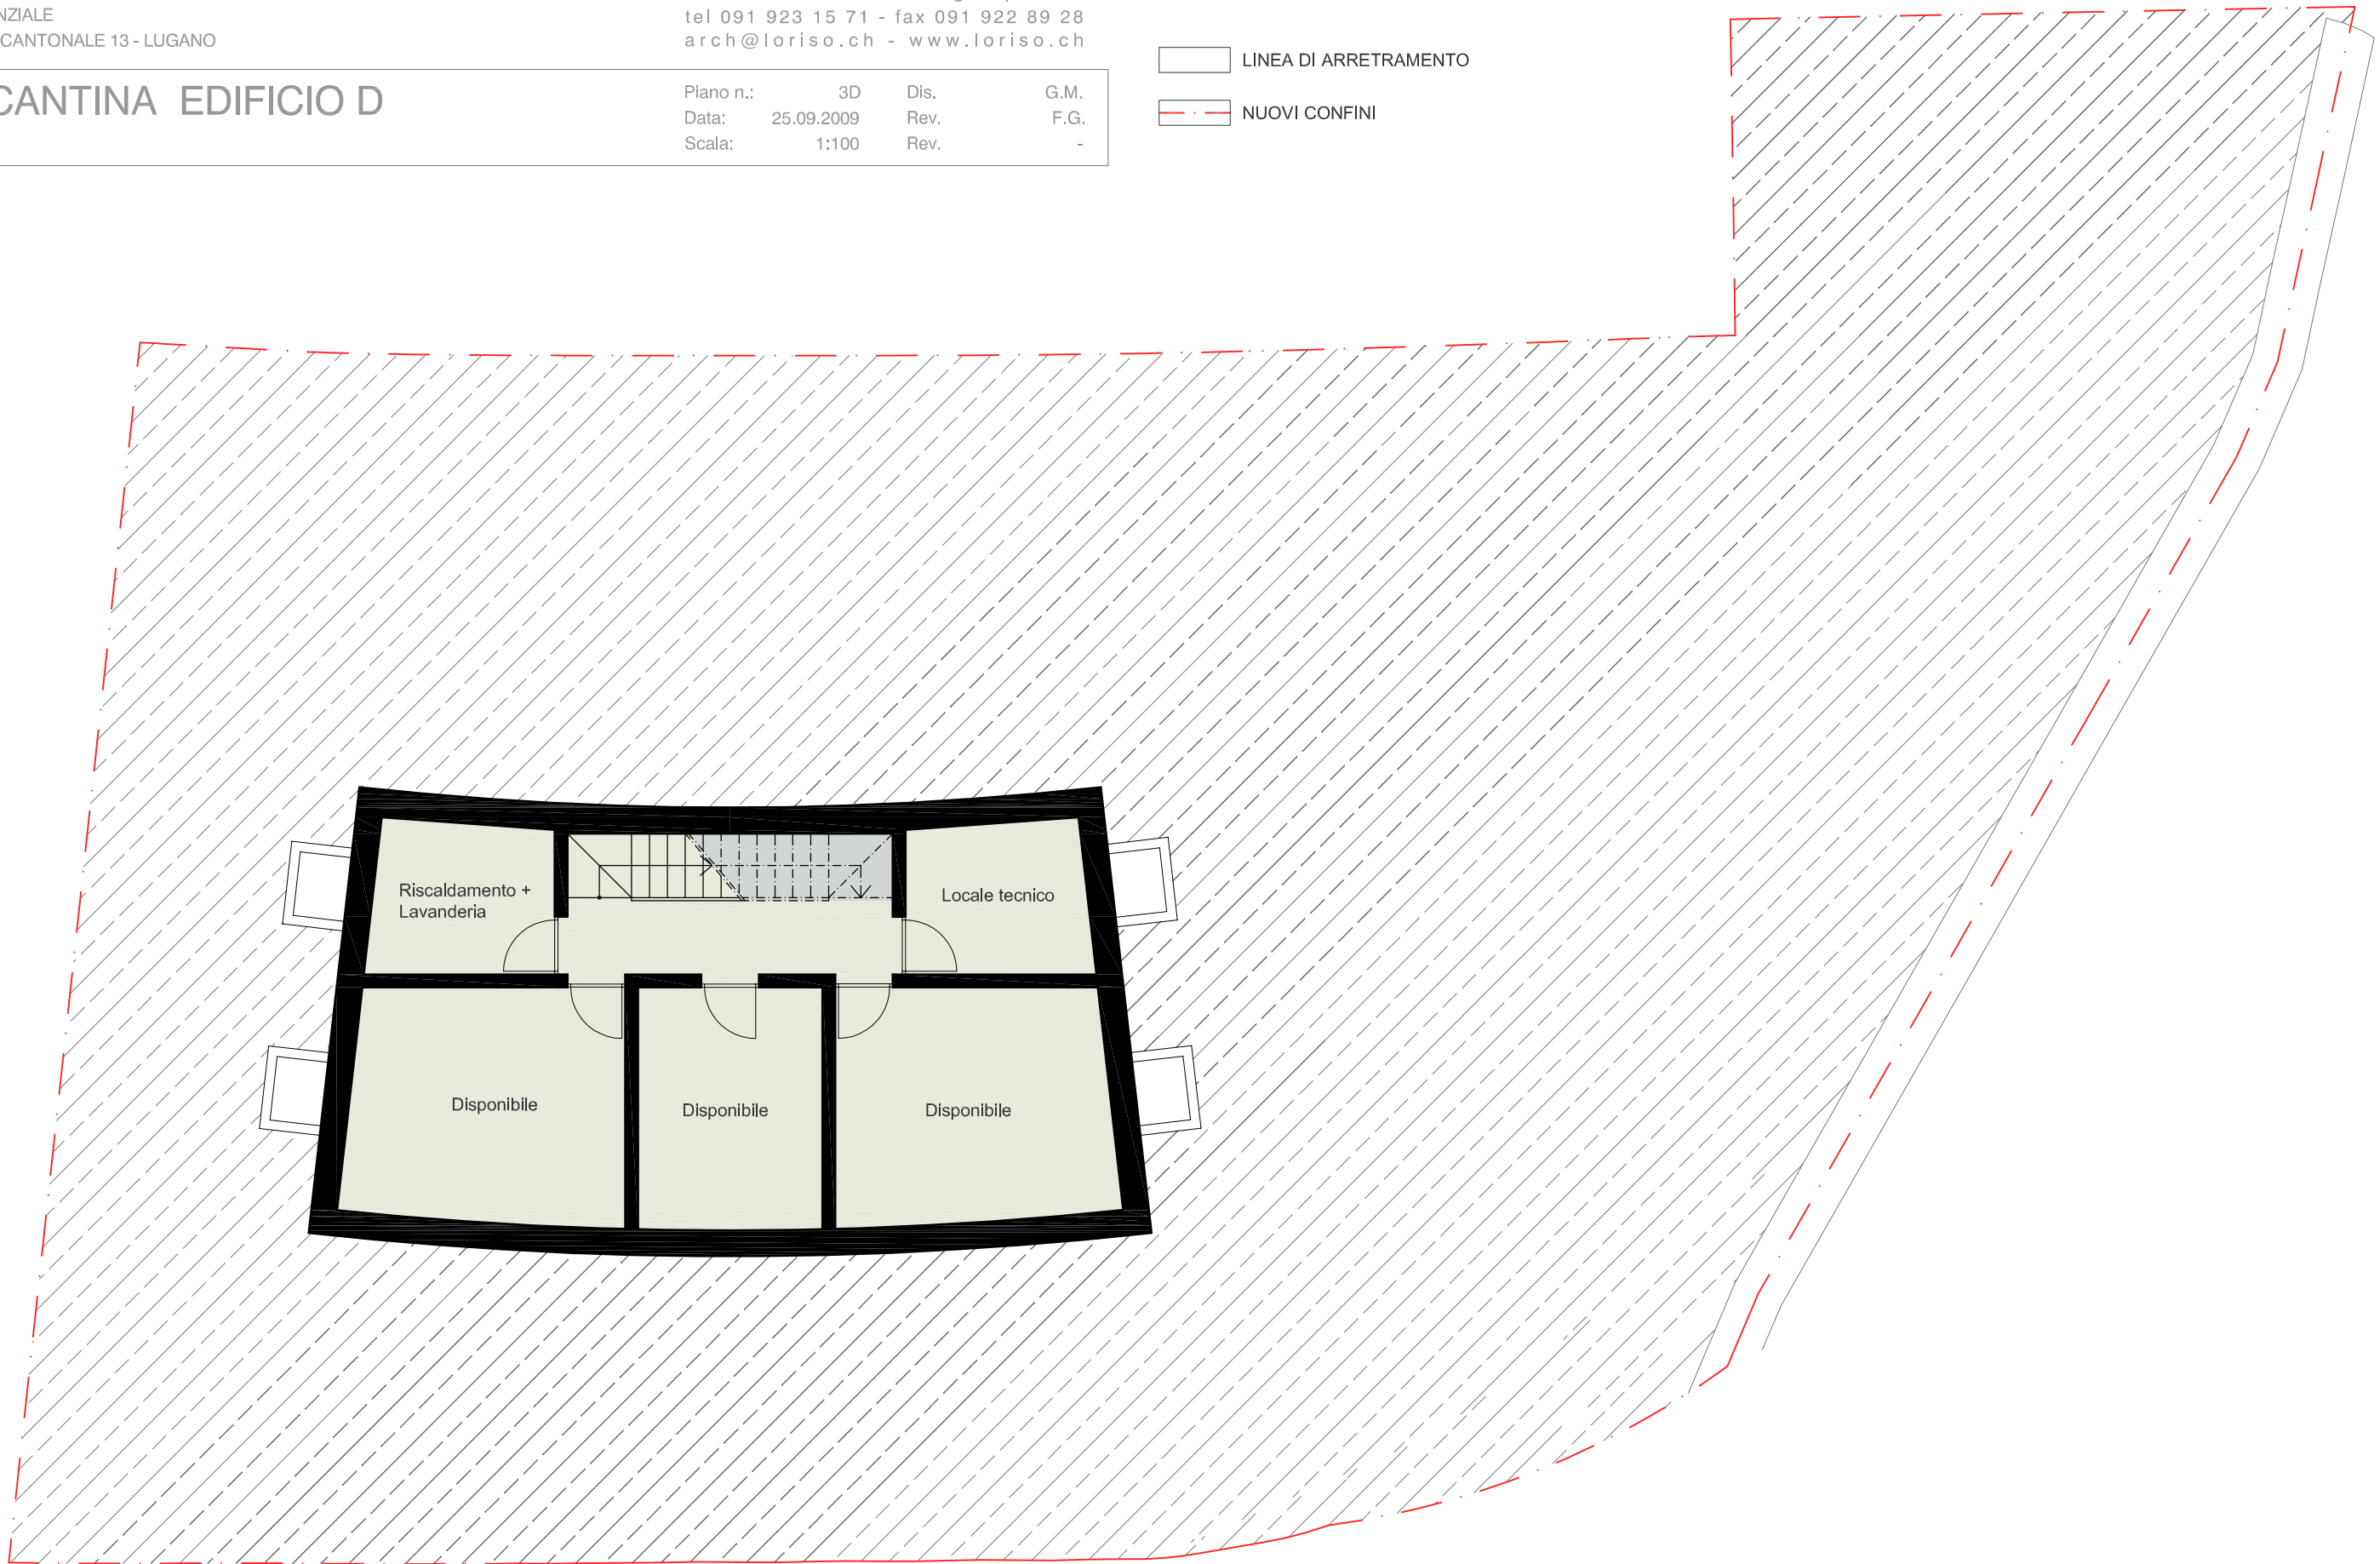 tel 091 923 15 71 - fax 091 922 89 28
CANTONALE 13 - LUGANO
arch@loriso.ch - www.loriso.ch
CANTINA EDIFICIO D
Piano n.: 3D Dis. G.M.
Data: 25.09.2009 Rev. F.G.
Scala: 1:100 Rev. -
LINEA DI ARRETRAMENTO
NUOVI CONFINI
Riscaldamento +
Lavanderia
Locale tecnico
Disponibile
Disponibile
Disponibile